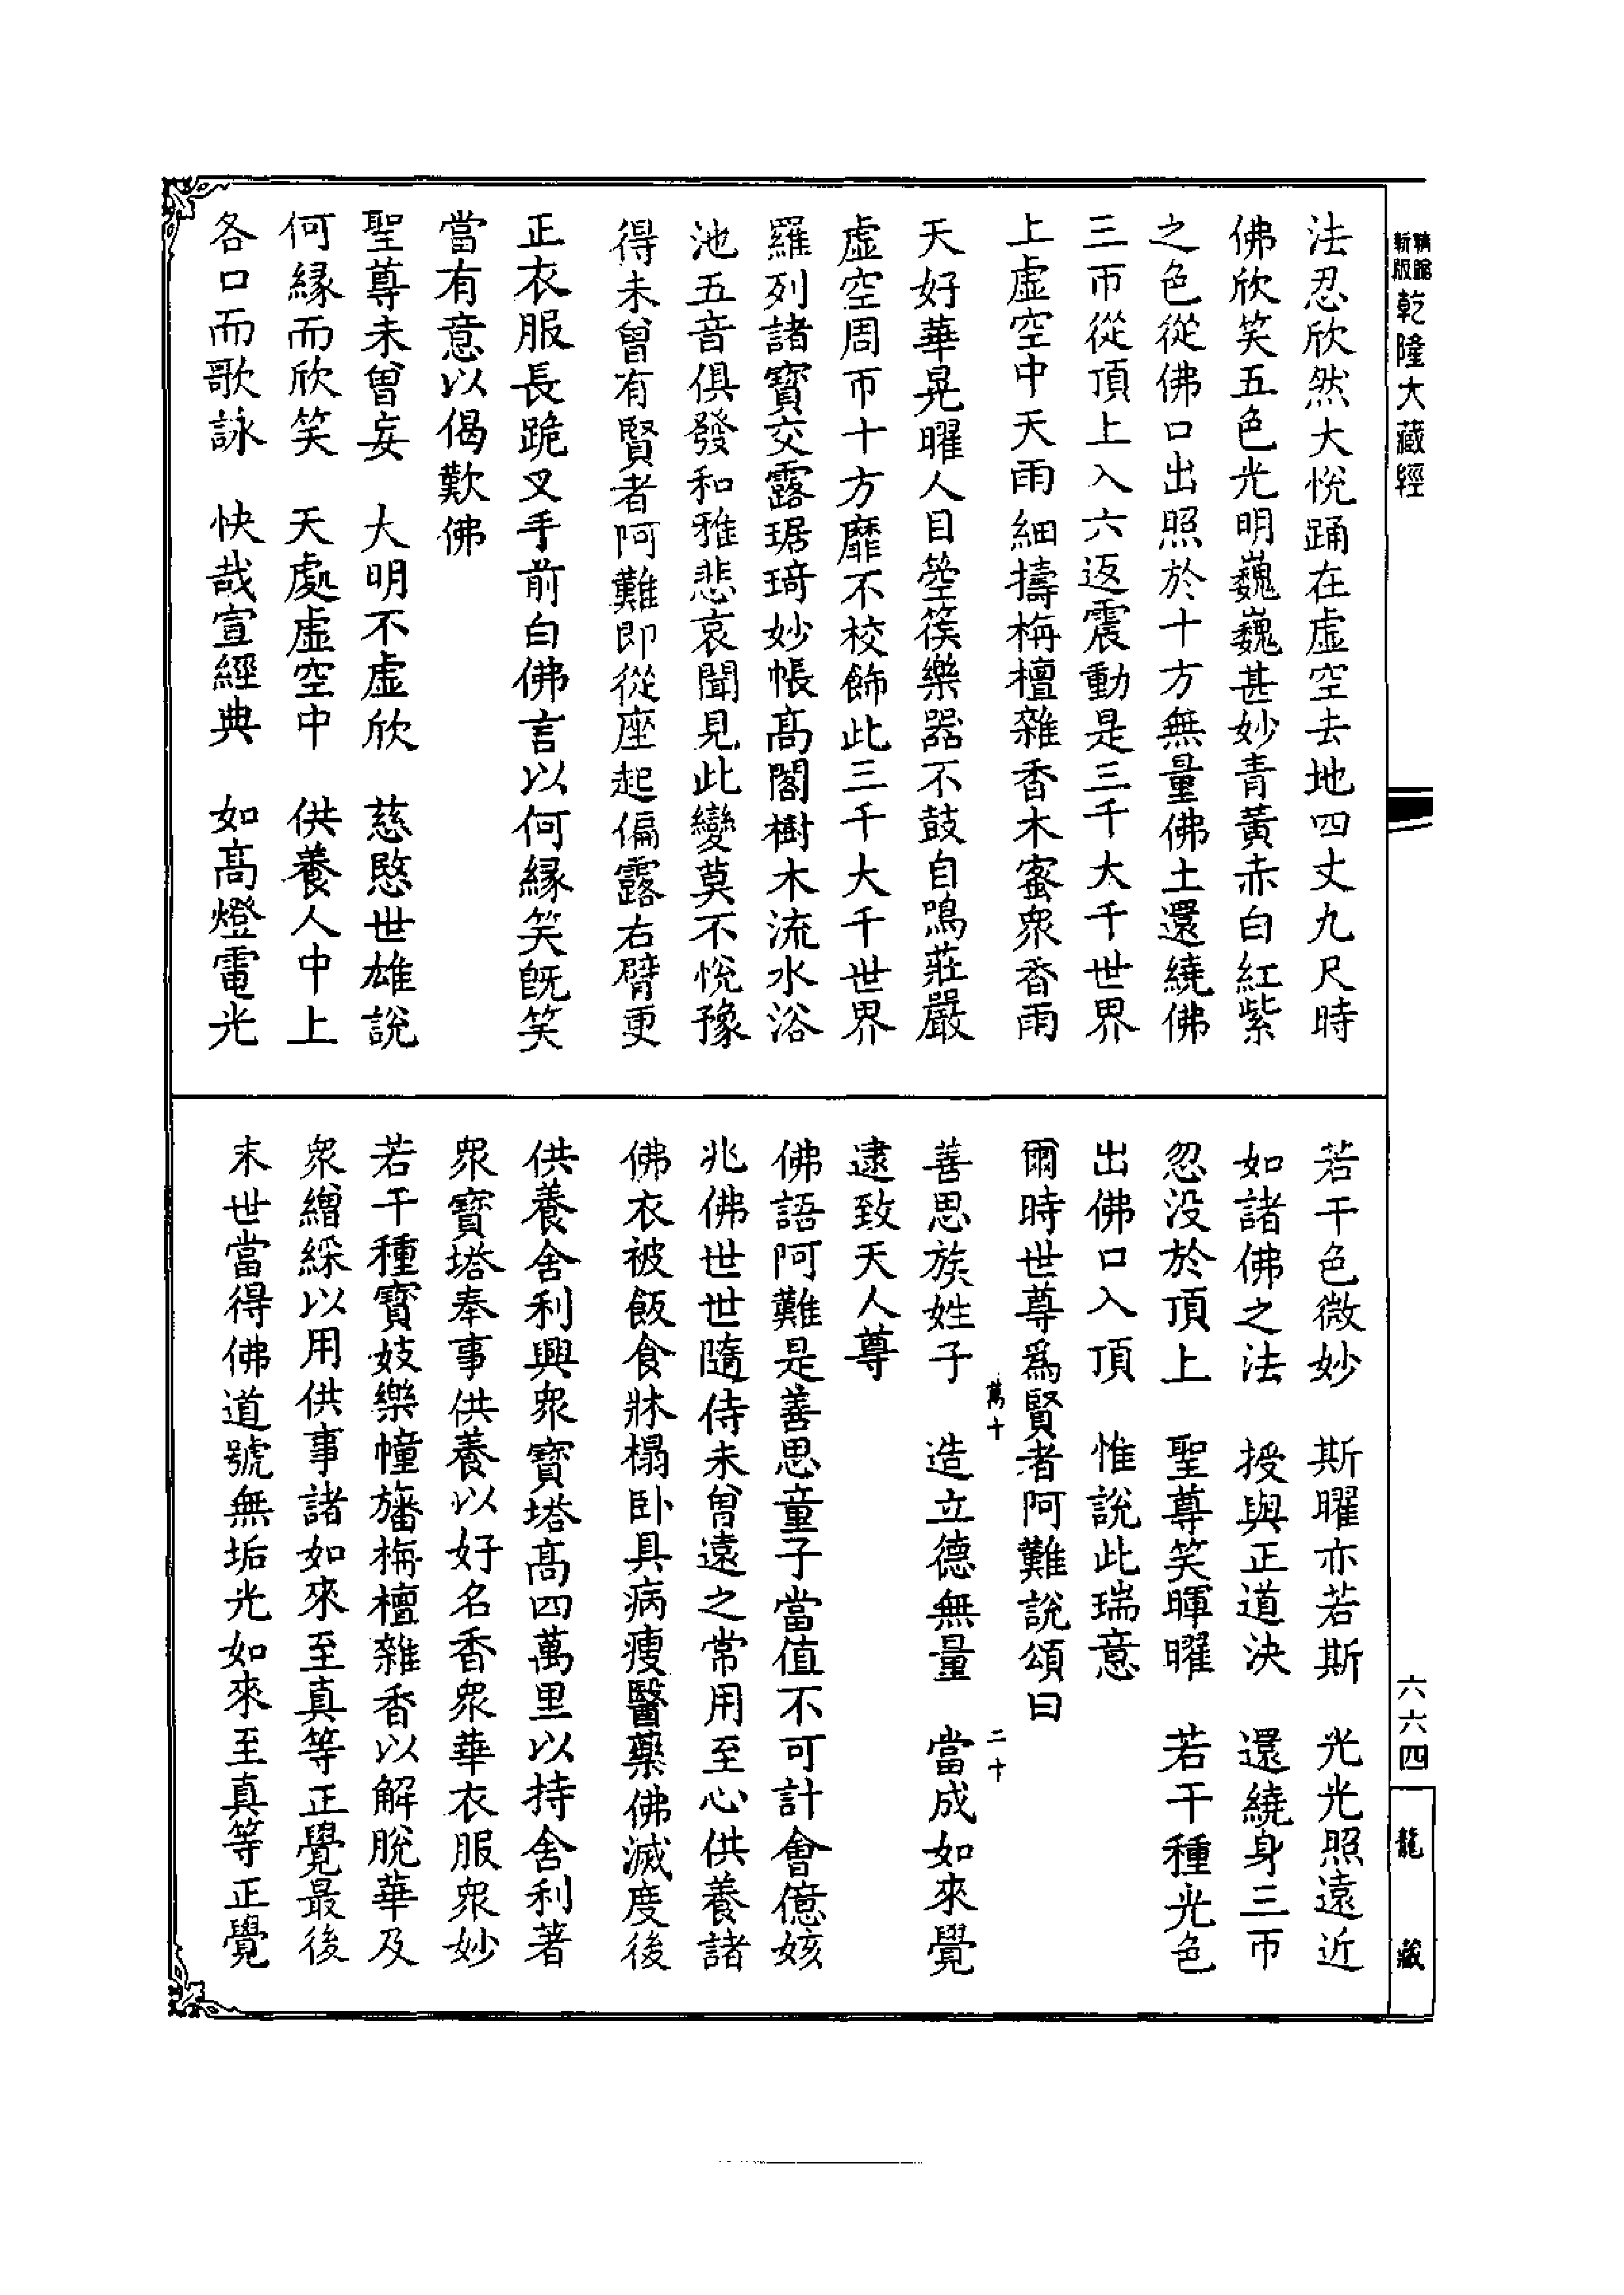 精縮
新版
乾隆大藏經
法忍欣然大悅踊在虛空去地四丈九尺時
佛欣笑五色光明巍巍甚妙青黃赤白紅紫
之色從佛口出照於十方無量佛土還繞佛
三帀從頂上入六返震動是三千大千世界
上虛空中天雨細擣栴檀雜香木蜜衆香雨
天好華晃曜人目箜篌樂器不鼓自鳴莊嚴
虛空周帀十方靡不校飾此三千大千世界
羅列諸寶交露琚琦妙帳髙閣樹木流水浴
池五音俱發和雅悲哀聞見此變莫不悅豫
得未曾有賢者阿難即從座起偏露右臂更
正衣服長跪叉手前白佛言以何緣笑旣笑
當有意以偈歎佛
聖尊未曾妄　大明不虛欣　慈愍世雄說
何緣而欣笑　天處虛空中　供養人中上
各口而歌詠　快哉宣經典　如髙燈電光
若干色微妙　斯曜亦若斯　光光照遠近
如諸佛之法　授與正道決　還繞身三帀
忽没於頂上　聖尊笑暉曜　若干種光色
出佛口入頂　惟說此瑞意
爾時世尊爲賢者阿難說頌曰
萬十　二十
善思族姓子　造立德無量　當成如來覺
逮致天人尊
佛語阿難是善思童子當值不可計會億姟
兆佛世世隨侍未曾遠之常用至心供養諸
佛衣被飯食牀榻卧具病瘦醫藥佛滅度後
供養舍利興衆寶塔髙四萬里以持舍利著
衆寶塔奉事供養以好名香衆華衣服衆妙
若干種寶妓樂幢旛栴檀雜香以解脫華及
衆繒綵以用供事諸如來至真等正覺最後
末世當得佛道號無垢光如來至真等正覺
六六四
龍藏